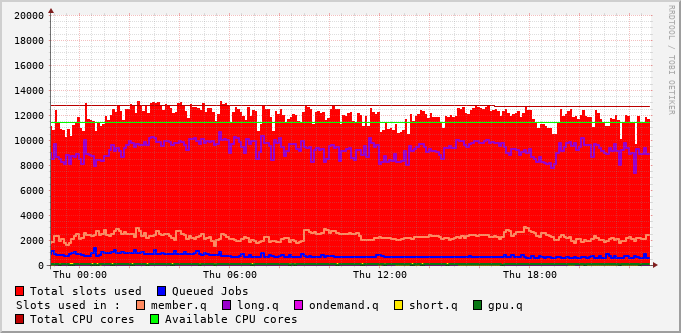 20000
18000
16000
14000
12000
10000
8000
6000
4000
2000
0
Thu 00:00 Thu 06:00 Thu 12:00 Thu 18:00
RRDTOOL / TOBI OETIKER
Total slots used Queued Jobs
Slots used in : member.q long.q ondemand.q short.q gpu.q
Total CPU cores Available CPU cores